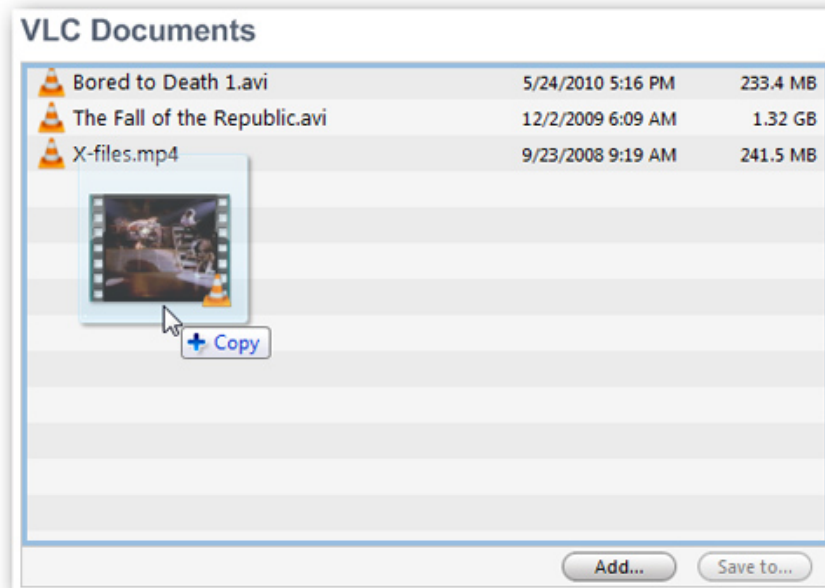 VLC Documents
Bored to Death 1.avi 5/24/2010 5:16 PM 233.4 MB
The Fall of the Republic.avi 12/2/2009 6:09 AM 1.32 GB
X-files.mp4 9/23/2008 9:19 AM 241.5 MB
Copy
Add... Save to...